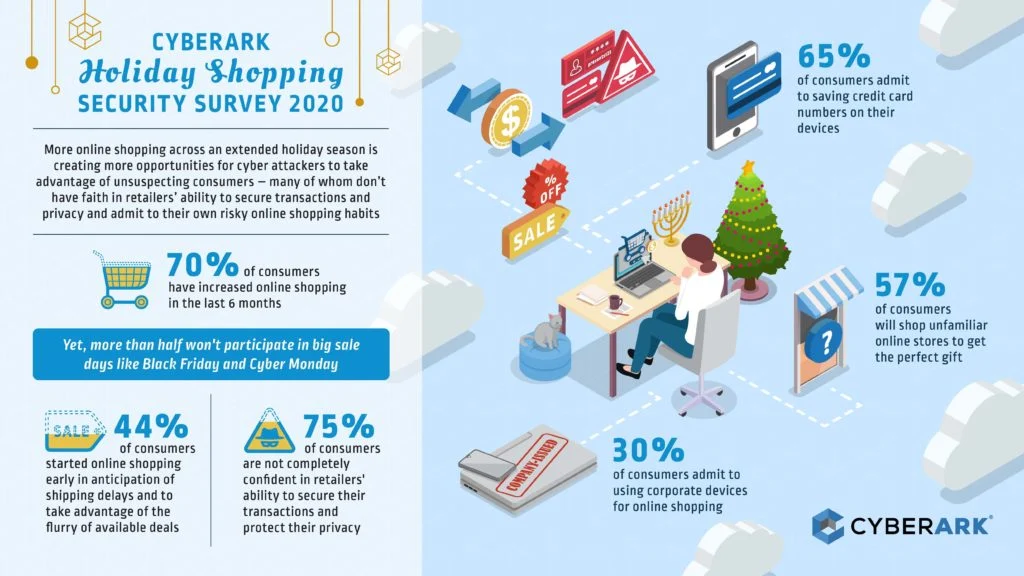 CYBERARK
Holiday Shopping
SECURITY SURVEY 2020
More online shopping across an extended holiday season is
creating more opportunities for cyber attackers to take
advantage of unsuspecting consumers – many of whom don't
have faith in retailers' ability to secure transactions and
privacy and admit to their own risky online shopping habits
70% of consumers
have increased online shopping
in the last 6 months
Yet, more than half won't participate in big sale
days like Black Friday and Cyber Monday
SALE
44%
of consumers
started online shopping
early in anticipation of
shipping delays and to
take advantage of the
flurry of available deals
75%
of consumers
are not completely
confident in retailers'
ability to secure their
transactions and
protect their privacy
$
%
OFF
SALE
65%
of consumers admit
to saving credit card
numbers on their
devices
?
57%
of consumers
will shop unfamiliar
online stores to get
the perfect gift
COMPANY-ISSUED
30%
of consumers admit to
using corporate devices
for online shopping
CYBERARK®